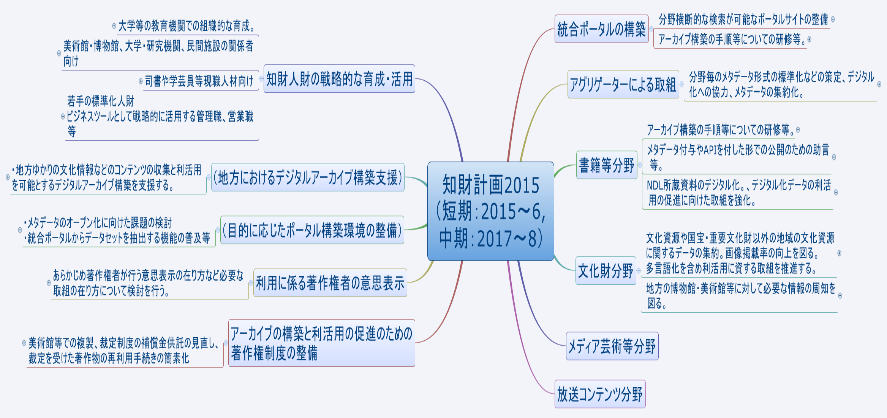 知財計画2015
（短期：2015～6,
中期：2017～8）
統合ポータルの構築
分野横断的な検索が可能なポータルサイトの整備
アーカイブ構築の手順等についての研修等。
アグリゲーターによる取組
分野毎のメタデータ形式の標準化などの策定、デジタル
化への協力、メタデータの集約化。
書籍等分野
アーカイブ構築の手順等についての研修等。
メタデータ付与やAPIを付した形での公開のための助言
等。
NDL所蔵資料のデジタル化。、デジタル化データの利活
用の促進に向けた取組を強化。
文化財分野
文化資源や国宝・重要文化財以外の地域の文化資源
に関するデータの集約。画像掲載率の向上を図る。
多言語化を含め利活用に資する取組を推進する。
地方の博物館・美術館等に対して必要な情報の周知を
図る。
メディア芸術等分野
放送コンテンツ分野
知財人財の戦略的な育成・活用
大学等の教育機関での組織的な育成。
美術館・博物館、大学・研究機関、民間施設の関係者
向け
司書や学芸員等現職人材向け
若手の標準化人財
ビジネスツールとして戦略的に活用する管理職、営業職
等
（地方におけるデジタルアーカイブ構築支援）
・地方ゆかりの文化情報などのコンテンツの収集と利活用
を可能とするデジタルアーカイブ構築を支援する。
（目的に応じたポータル構築環境の整備）
・メタデータのオープン化に向けた課題の検討
・統合ポータルからデータセットを抽出する機能の普及等
利用に係る著作権者の意思表示
あらかじめ著作権者が行う意思表示の在り方など必要な
取組の在り方について検討を行う。
アーカイブの構築と利活用の促進のための
著作権制度の整備
美術館等での複製、裁定制度の補償金供託の見直し、
裁定を受けた著作物の再利用手続きの簡素化